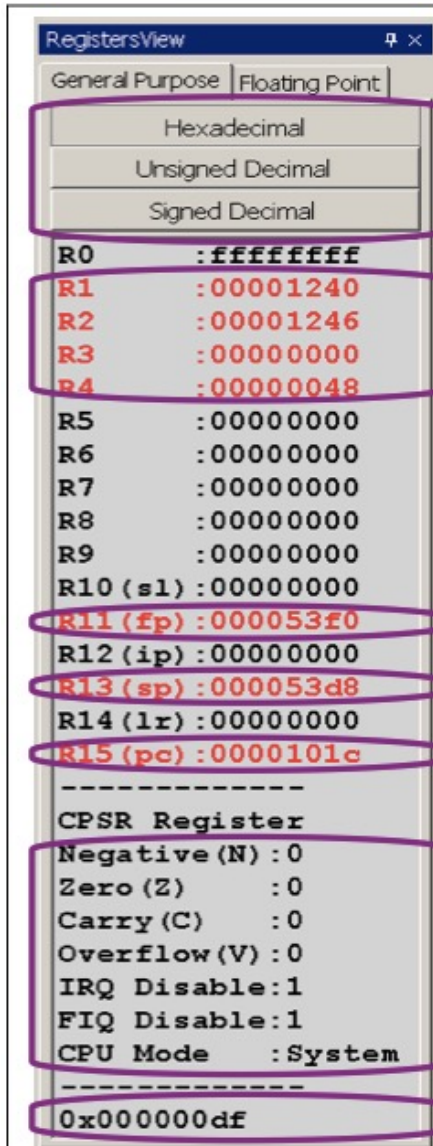 RegistersView
General Purpose Floating Point
Hexadecimal
Unsigned Decimal
Signed Decimal
R0 :ffffffff
R1 :00001240
R2 :00001246
R3 :00000000
R4 :00000048
R5 :00000000
R6 :00000000
R7 :00000000
R8 :00000000
R9 :00000000
R10(sl):00000000
R11(fp):000053f0
R12(ip):00000000
R13(sp):000053d8
R14(lr):00000000
R15(pc):0000101c
--------------
CPSR Register
Negative(N):0
Zero(Z) :0
Carry(C) :0
Overflow(V):0
IRQ Disable:1
FIQ Disable:1
CPU Mode :System
--------------
0x000000df